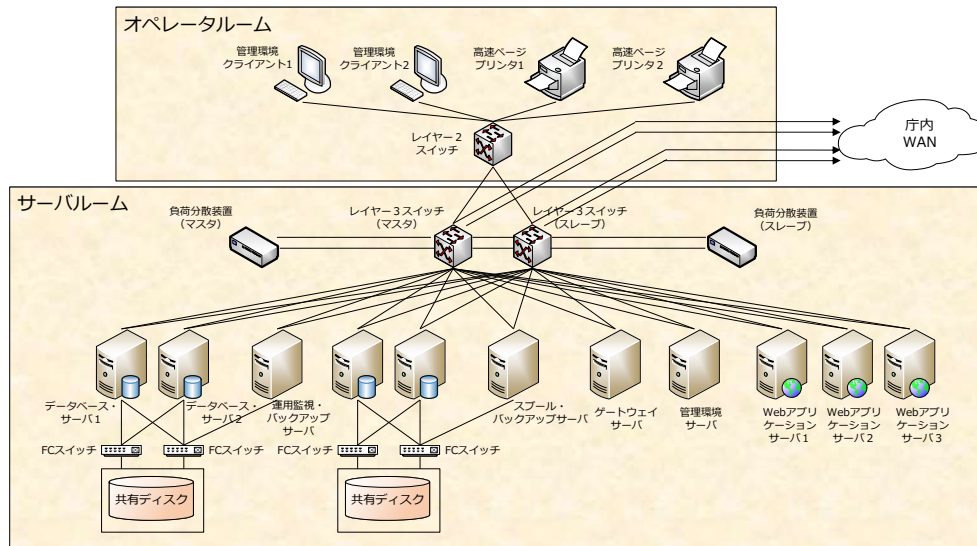 オペレータルーム
管理環境
クライアント1
管理環境
クライアント2
高速ページ
プリンタ1
高速ページ
プリンタ2
レイヤー2
スイッチ
庁内
WAN
サーバルーム
負荷分散装置
(マスタ)
レイヤー3スイッチ
(マスタ)
レイヤー3スイッチ
(スレーブ)
負荷分散装置
(スレーブ)
データベース・
サーバ1
データベース・
サーバ2
運用監視・
バックアップ
サーバ
スプール・
バックアップサーバ
ゲートウェイ
サーバ
管理環境
サーバ
Webアプリ
ケーション
サーバ1
Webアプリ
ケーション
サーバ2
Webアプリ
ケーション
サーバ3
FCスイッチ
FCスイッチ
FCスイッチ
FCスイッチ
共有ディスク
共有ディスク